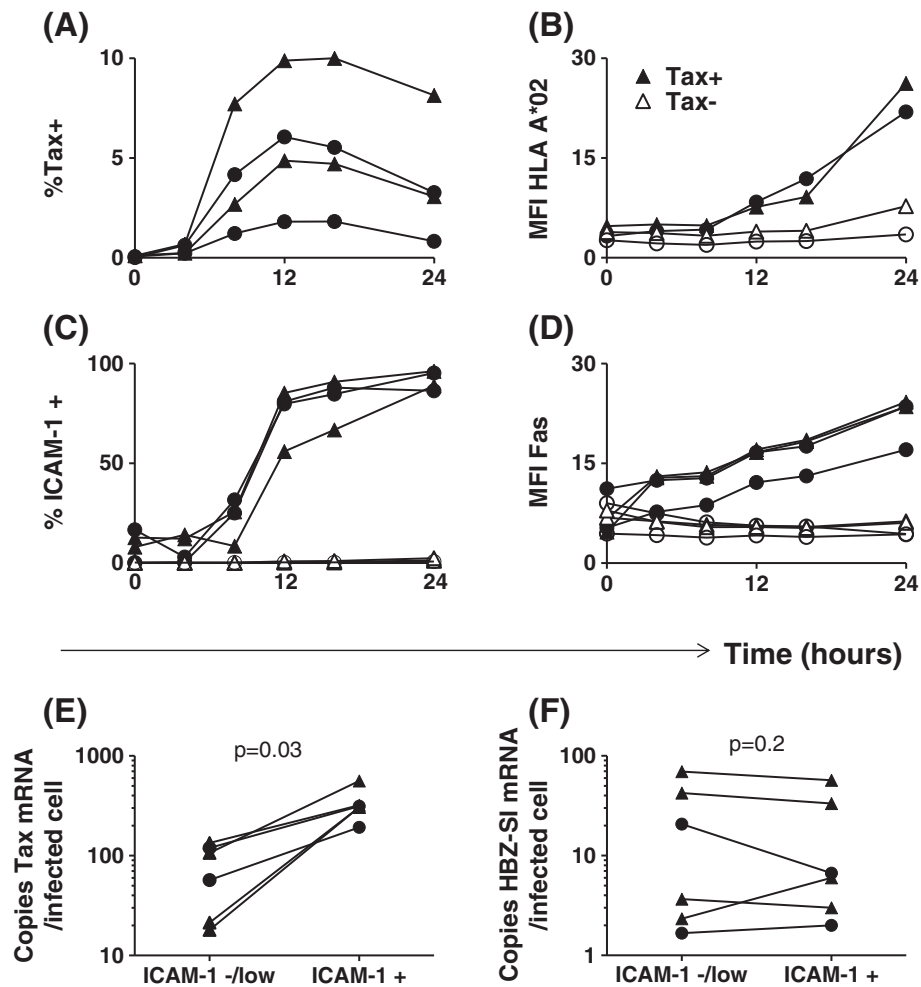 (A)
%Tax+
10
5
0
0 12 24
(B)
MFI HLA A*02
30
15
0
0 12 24
Tax+
Tax-
(C)
% ICAM-1 +
100
50
0
0 12 24
(D)
MFI Fas
30
15
0
0 12 24
Time (hours)
(E)
Copies Tax mRNA
/infected cell
p=0.03
1000
100
10
ICAM-1 -/low ICAM-1 +
(F)
Copies HBZ-SI mRNA
/infected cell
p=0.2
100
10
1
ICAM-1 -/low ICAM-1 +